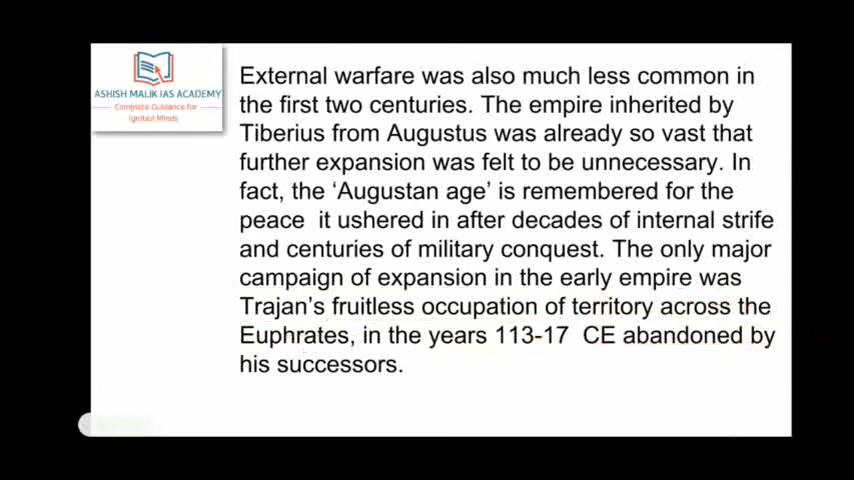 ASHISH MALIK IAS ACADEMY
Complete Guidance for
Ignited Minds
External warfare was also much less common in
the first two centuries. The empire inherited by
Tiberius from Augustus was already so vast that
further expansion was felt to be unnecessary. In
fact, the ‘Augustan age’ is remembered for the
peace it ushered in after decades of internal strife
and centuries of military conquest. The only major
campaign of expansion in the early empire was
Trajan’s fruitless occupation of territory across the
Euphrates, in the years 113-17 CE abandoned by
his successors.